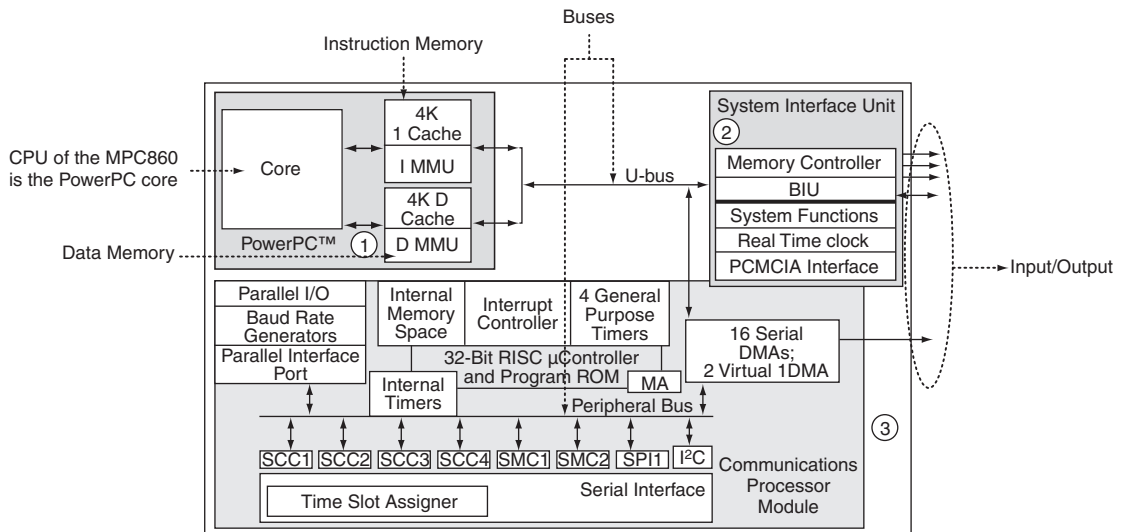 Buses
Instruction Memory
System Interface Unit
2
4K
1 Cache
I MMU
Core
CPU of the MPC860
is the PowerPC core
Memory Controller
BIU
U-bus
4K D
Cache
D MMU
System Functions
Real Time clock
PCMCIA Interface
PowerPC™
1
Data Memory
Input/Output
Parallel I/O
Baud Rate
Generators
Parallel Interface
Port
Internal
Memory
Space
Interrupt
Controller
4 General
Purpose
Timers
16 Serial
DMAs;
2 Virtual 1DMA
32-Bit RISC µController
and Program ROM
MA
Internal
Timers
Peripheral Bus
3
SCC1
SCC2
SCC3
SCC4
SMC1
SMC2
SPI1
I²C
Serial Interface
Time Slot Assigner
Communications
Processor
Module